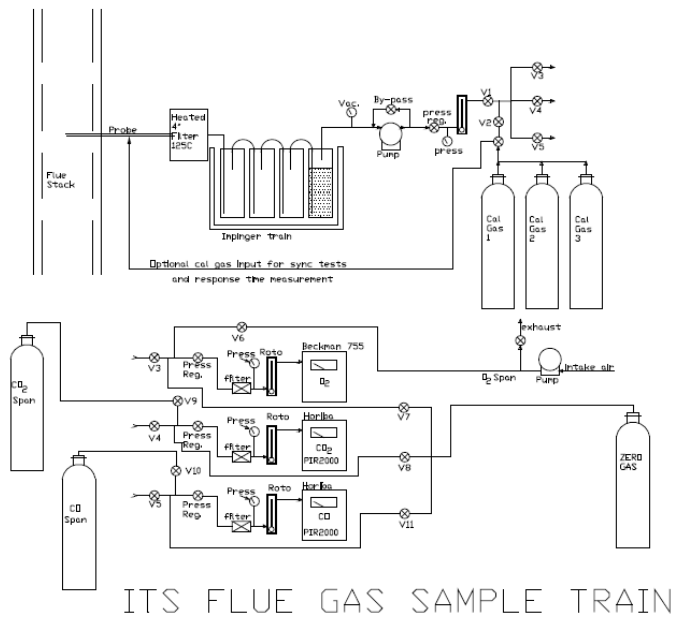 Flue
Stack
Probe
Heated
4"
Filter
125C
Impinger train
Vac.
By-pass
Pump
press
reg.
press
V1
V2
V3
V4
V5
Cal
Gas
1
Cal
Gas
2
Cal
Gas
3
Optional cal gas input for sync tests
and response time measurement
CO2
Span
V3
Press
Reg.
V6
Press
filter
Roto
Beckman 755
O2
exhaust
O2 Span
Pump
intake air
V9
V4
Press
Reg.
Press
filter
Roto
Horiba
CO2
PIR2000
V7
V8
CO
Span
V10
V5
Press
Reg.
Press
filter
Roto
Horiba
CO
PIR2000
V11
ZERO
GAS
ITS FLUE GAS SAMPLE TRAIN